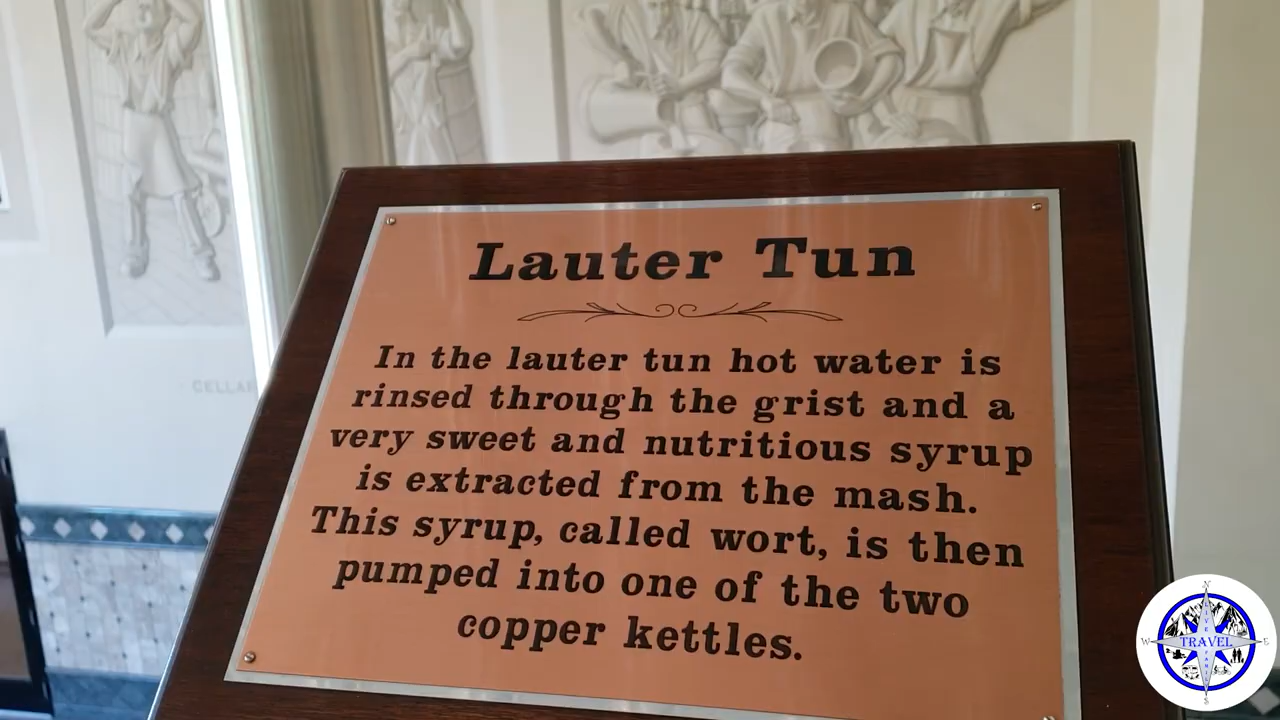 Lauter Tun
In the lauter tun hot water is
rinsed through the grist and a
very sweet and nutritious syrup
is extracted from the mash.
This syrup, called wort, is then
pumped into one of the two
copper kettles.
CELLAR
N
W TRAVEL E
S